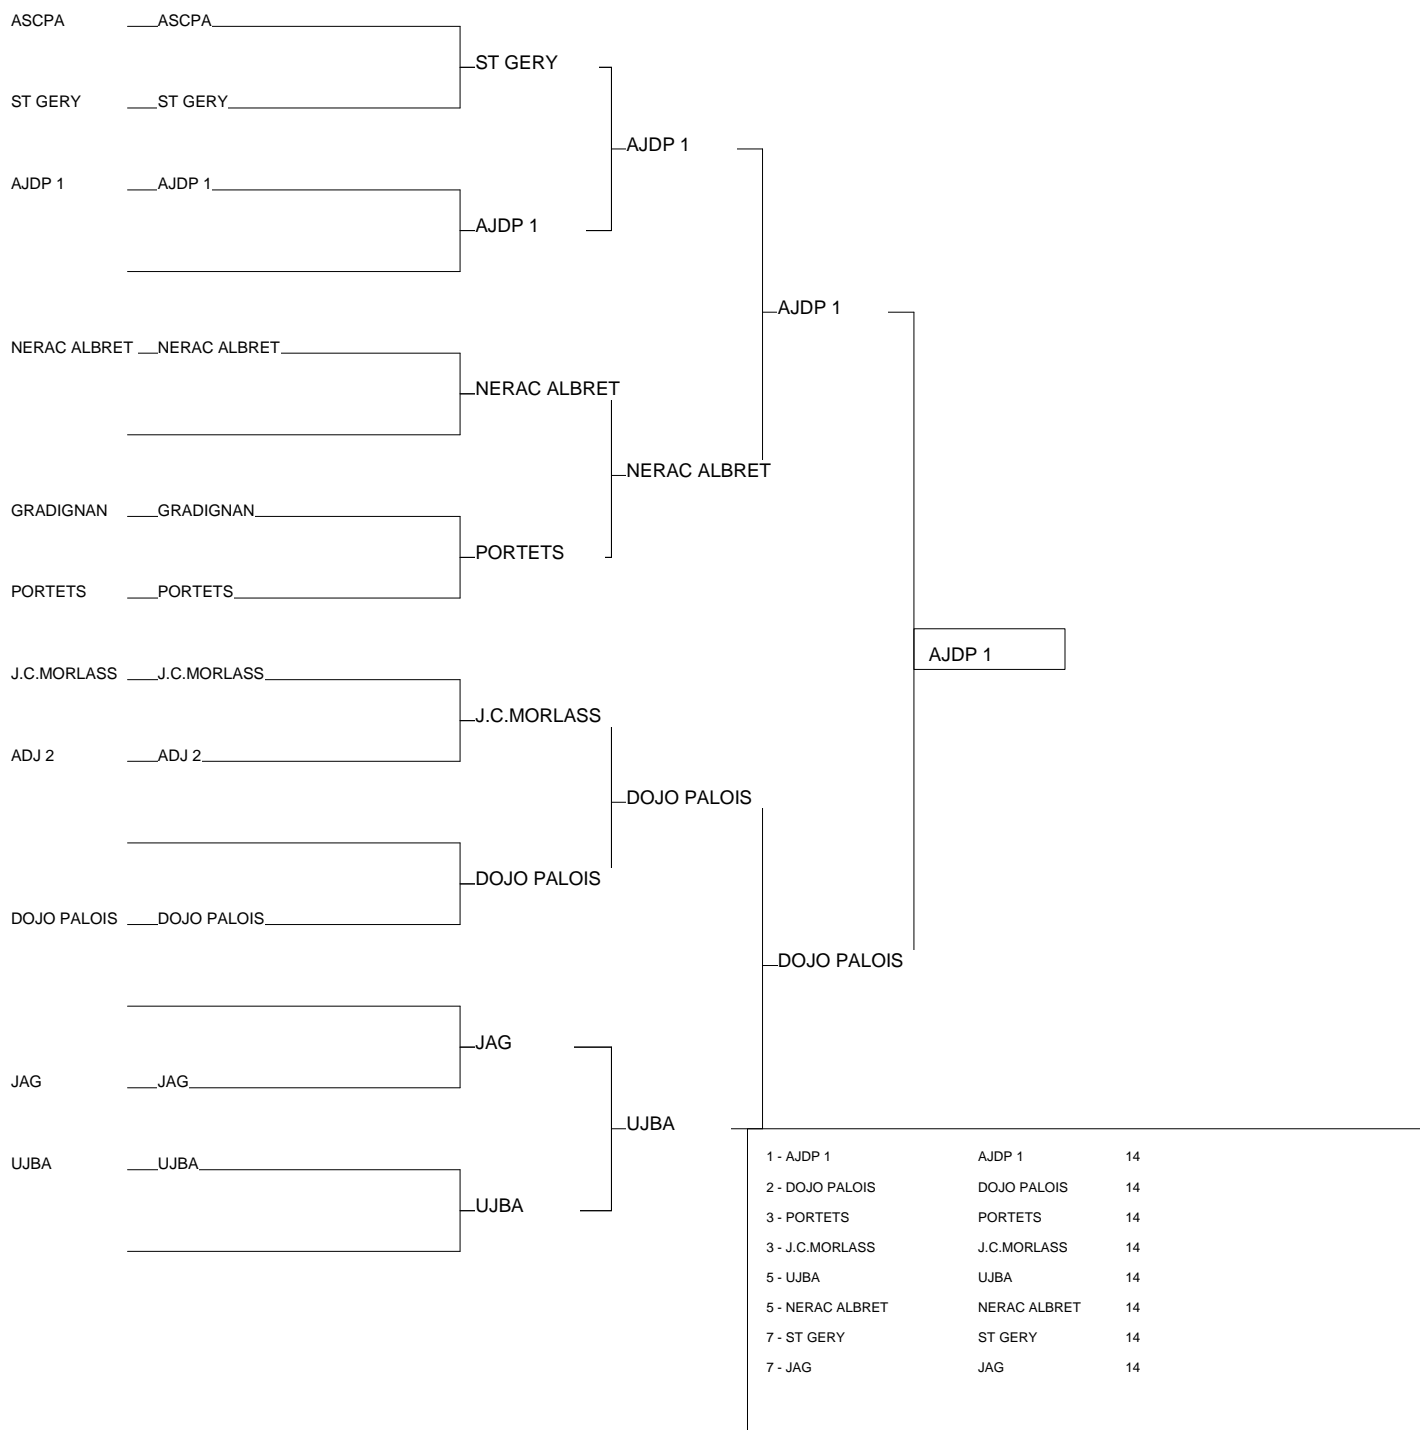 ASCPA ASCPA
ST GERY
ST GERY ST GERY
AJDP 1
AJDP 1 AJDP 1
AJDP 1
AJDP 1
NERAC ALBRET NERAC ALBRET
NERAC ALBRET
NERAC ALBRET
GRADIGNAN GRADIGNAN
PORTETS
PORTETS PORTETS
AJDP 1
J.C.MORLASS J.C.MORLASS
J.C.MORLASS
ADJ 2 ADJ 2
DOJO PALOIS
DOJO PALOIS
DOJO PALOIS DOJO PALOIS
DOJO PALOIS
JAG
JAG JAG
UJBA
UJBA UJBA
UJBA
1 - AJDP 1 AJDP 1 14
2 - DOJO PALOIS DOJO PALOIS 14
3 - PORTETS PORTETS 14
3 - J.C.MORLASS J.C.MORLASS 14
5 - UJBA UJBA 14
5 - NERAC ALBRET NERAC ALBRET 14
7 - ST GERY ST GERY 14
7 - JAG JAG 14